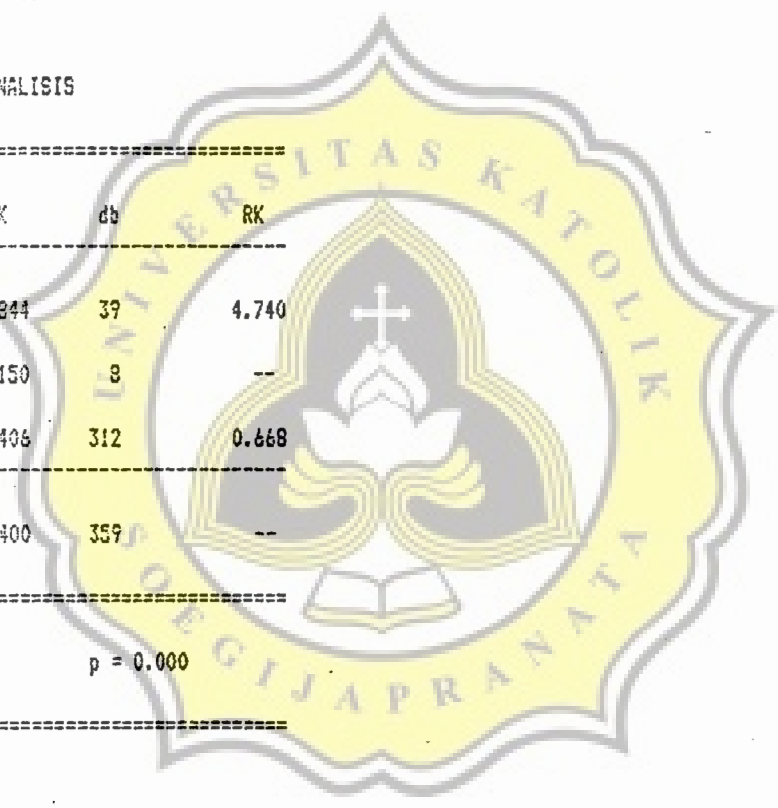 NALISIS
K db RK
844 39 4.740
150 8 --
406 312 0.668
400 359 --
p = 0.000
UNIVERSITAS KATOLIK
SOEGIJAPRANATA